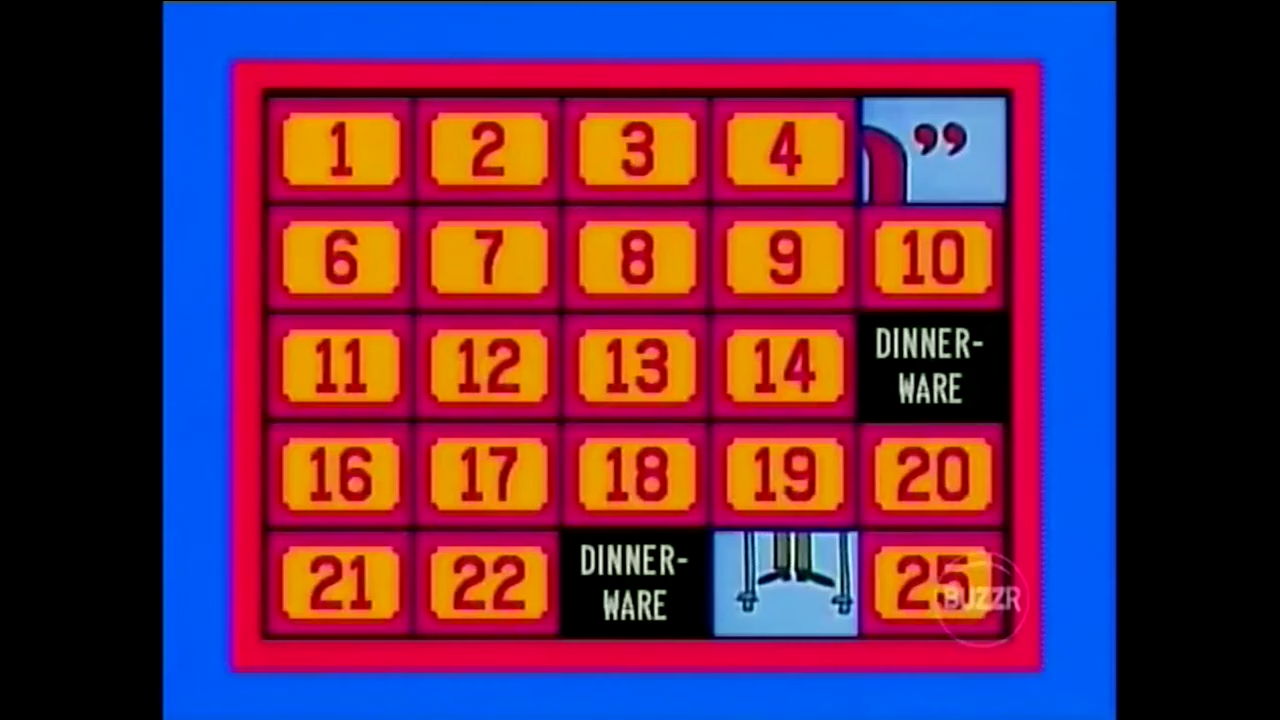 1 2 3 4 ”
6 7 8 9 10
11 12 13 14 DINNER-
WARE
16 17 18 19 20
21 22 DINNER-
WARE 25
BUZZR